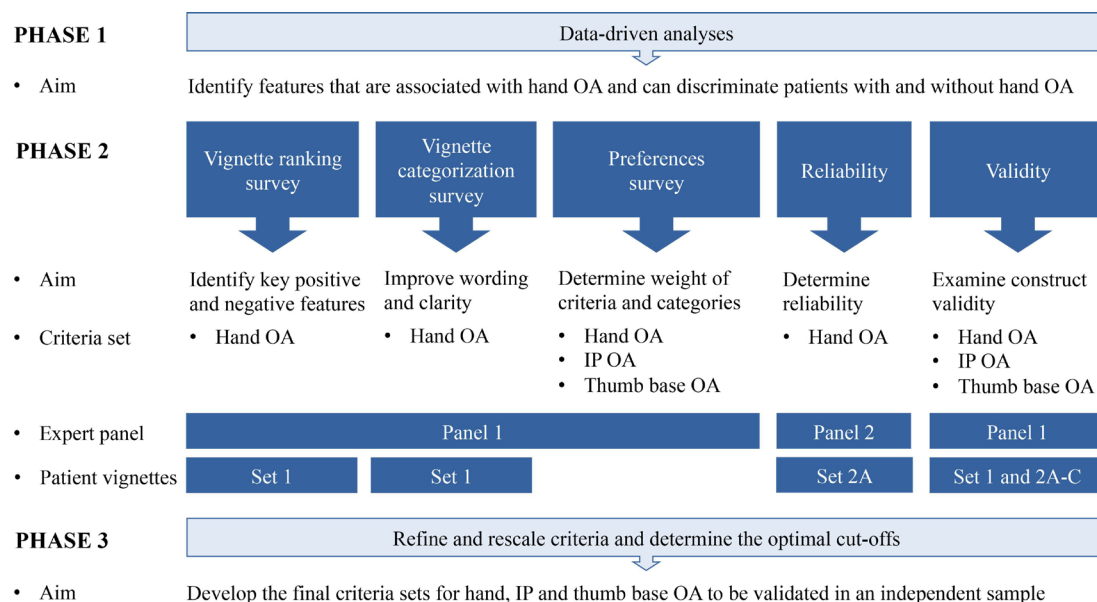 PHASE 1
Data-driven analyses
• Aim
Identify features that are associated with hand OA and can discriminate patients with and without hand OA
PHASE 2
Vignette ranking
survey
Vignette
categorization
survey
Preferences
survey
Reliability
Validity
• Aim
Identify key positive
and negative features
Improve wording
and clarity
Determine weight of
criteria and categories
Determine
reliability
Examine construct
validity
• Criteria set
• Hand OA
• Hand OA
• Hand OA
• IP OA
• Thumb base OA
• Hand OA
• Hand OA
• IP OA
• Thumb base OA
• Expert panel
Panel 1
Panel 2
Panel 1
• Patient vignettes
Set 1
Set 1
Set 2A
Set 1 and 2A-C
PHASE 3
Refine and rescale criteria and determine the optimal cut-offs
• Aim
Develop the final criteria sets for hand, IP and thumb base OA to be validated in an independent sample